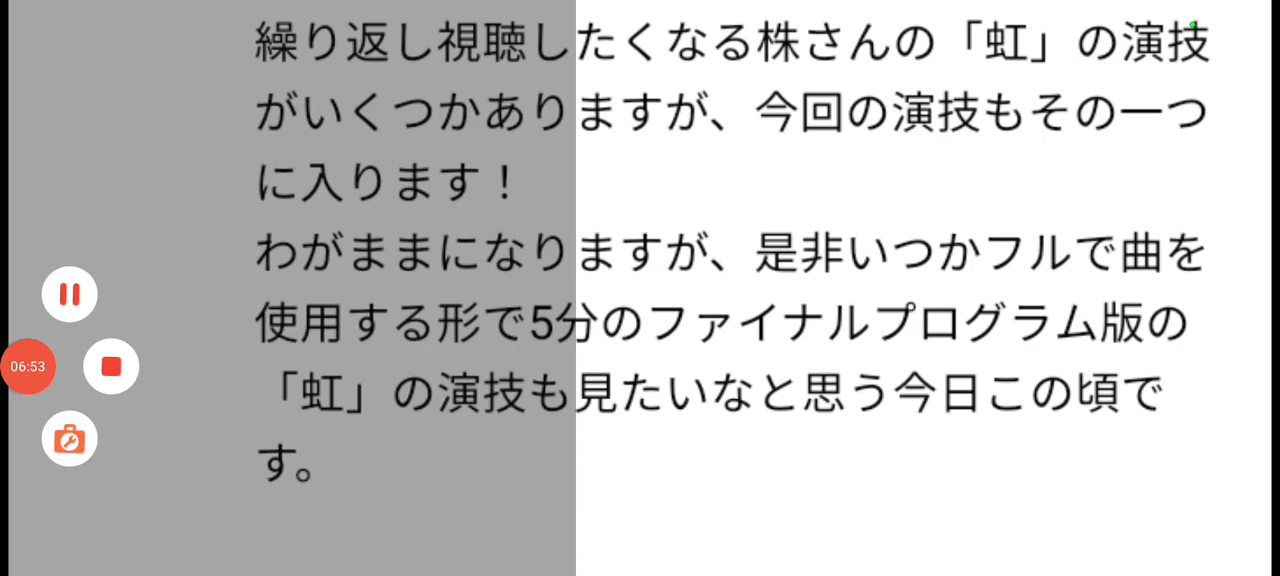 繰り返し視聴したくなる株さんの「虹」の演技
がいくつかありますが、今回の演技もその一つ
に入ります！
わがままになりますが、是非いつかフルで曲を
使用する形で5分のファイナルプログラム版の
「虹」の演技も見たいなと思う今日この頃で
す。
06:53